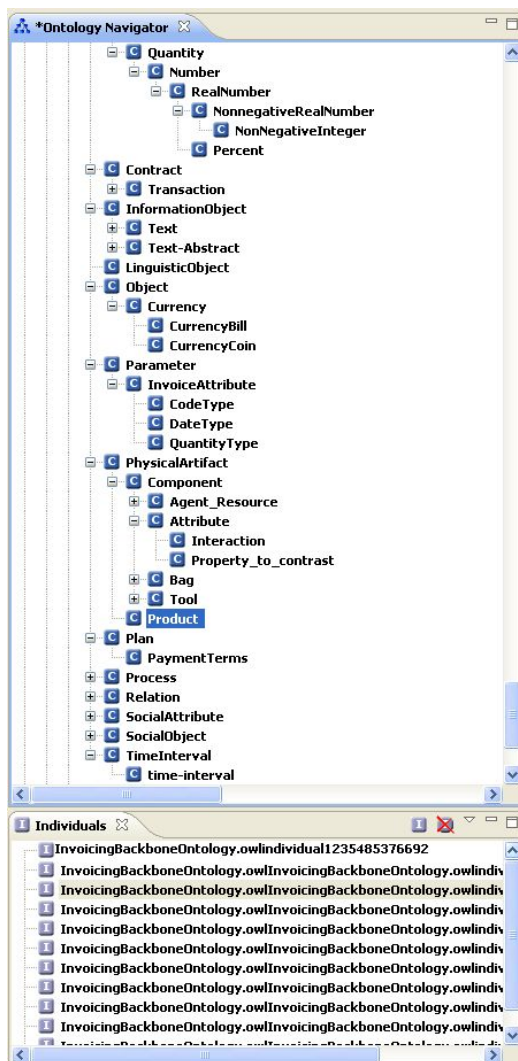 *Ontology Navigator
C Quantity
C Number
C RealNumber
C NonnegativeRealNumber
C NonNegativeInteger
C Percent
C Contract
C Transaction
C InformationObject
C Text
C Text-Abstract
C LinguisticObject
C Object
C Currency
C CurrencyBill
C CurrencyCoin
C Parameter
C InvoiceAttribute
C CodeType
C DateType
C QuantityType
C PhysicalArtifact
C Component
C Agent_Resource
C Attribute
C Interaction
C Property_to_contrast
C Bag
C Tool
C Product
C Plan
C PaymentTerms
C Process
C Relation
C SocialAttribute
C SocialObject
C TimeInterval
C time-interval
I Individuals
I InvoicingBackboneOntology.owlindividual1235485376692
I InvoicingBackboneOntology.owlInvoicingBackboneOntology.owlindiv
I InvoicingBackboneOntology.owlInvoicingBackboneOntology.owlindiv
I InvoicingBackboneOntology.owlInvoicingBackboneOntology.owlindiv
I InvoicingBackboneOntology.owlInvoicingBackboneOntology.owlindiv
I InvoicingBackboneOntology.owlInvoicingBackboneOntology.owlindiv
I InvoicingBackboneOntology.owlInvoicingBackboneOntology.owlindiv
I InvoicingBackboneOntology.owlInvoicingBackboneOntology.owlindiv
I InvoicingBackboneOntology.owlInvoicingBackboneOntology.owlindiv
I InvoicingBackboneOntology.owlInvoicingBackboneOntology.owlindiv